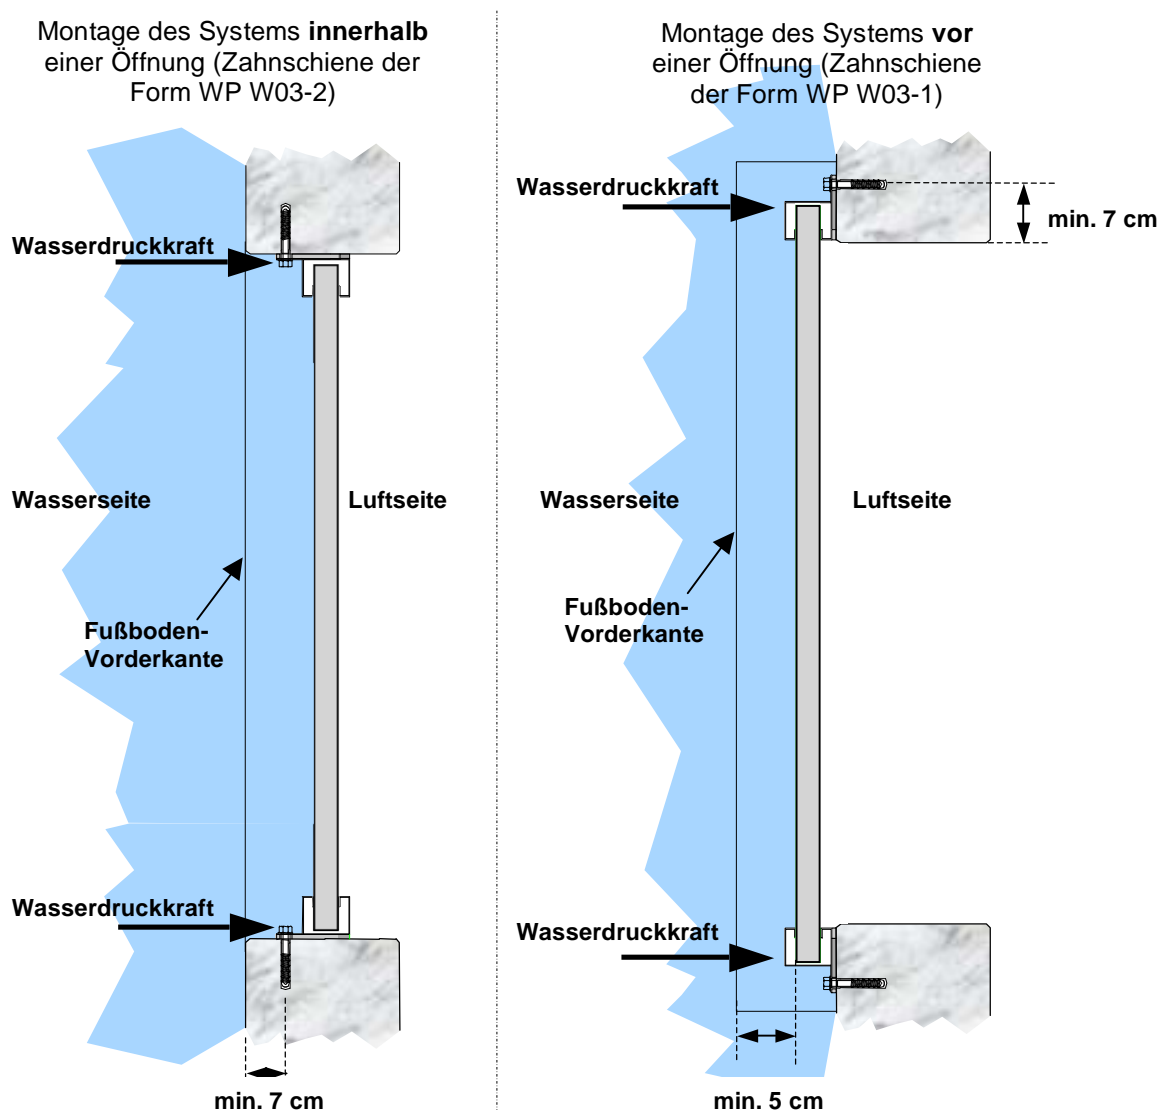 Montage des Systems innerhalb
einer Öffnung (Zahnschiene der
Form WP W03-2)
Wasserdruckkraft
Wasserseite
Luftseite
Fußboden-
Vorderkante
Wasserdruckkraft
min. 7 cm
Montage des Systems vor
einer Öffnung (Zahnschiene
der Form WP W03-1)
Wasserdruckkraft
min. 7 cm
Wasserseite
Luftseite
Fußboden-
Vorderkante
Wasserdruckkraft
min. 5 cm